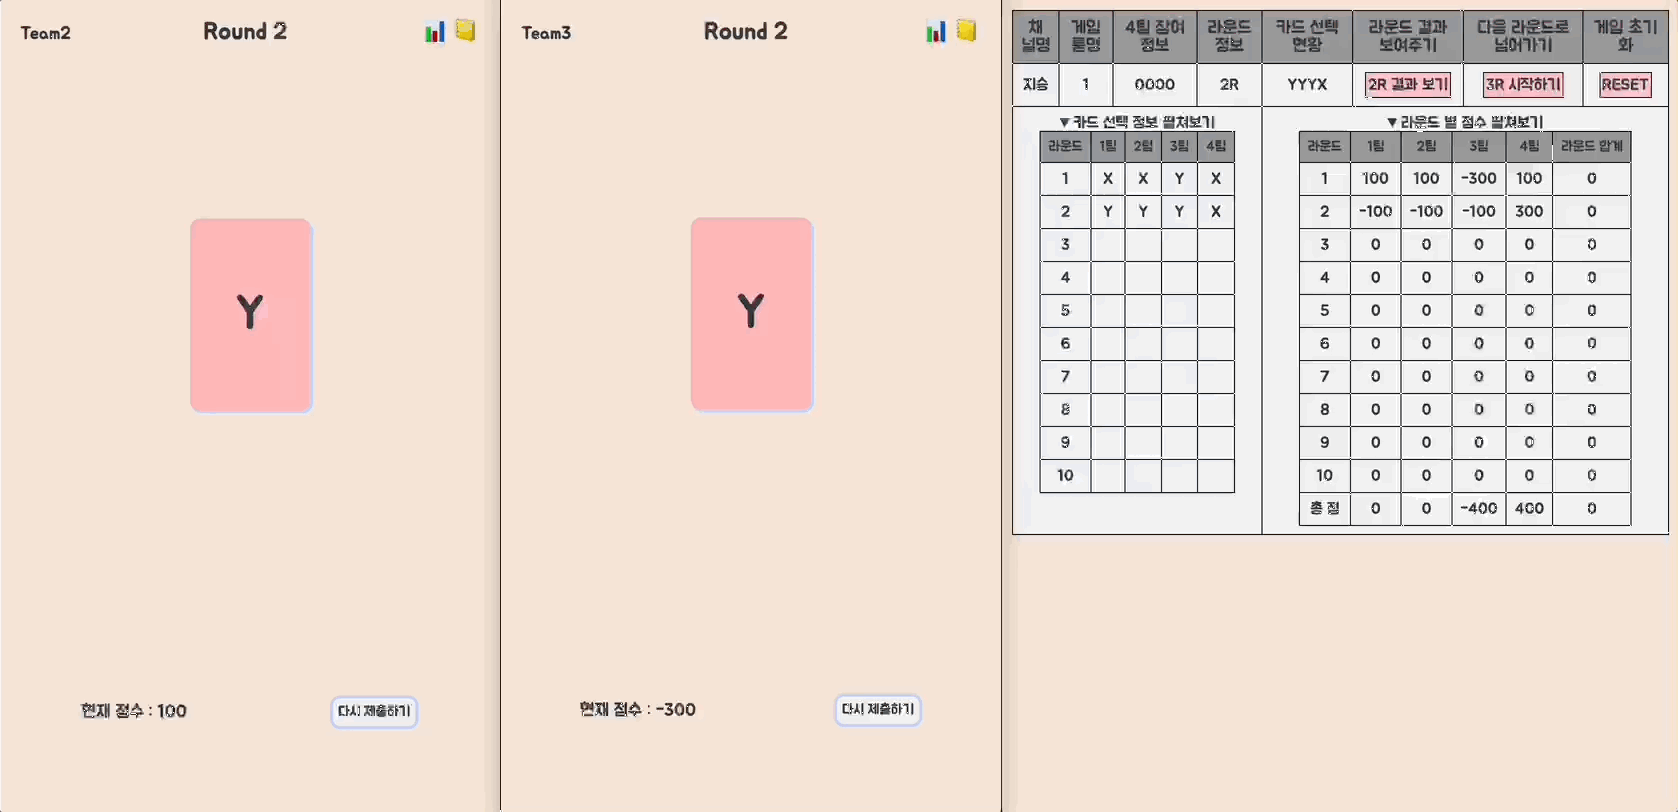 Team2
Round 2
Y
현재 점수 : 100
다시 제출하기
Team3
Round 2
Y
현재 점수 : -300
다시 제출하기
채널명 게임룸명 4팀 참여 정보 라운드 정보 카드 선택 현황 라운드 결과 보여주기 다음 라운드로 넘어가기 게임 초기화
지승 1 0000 2R YYYX 2R 결과 보기 3R 시작하기 RESET
▼ 카드 선택 정보 펼쳐보기
라운드 1팀 2팀 3팀 4팀
1 X X Y X
2 Y Y Y X
3
4
5
6
7
8
9
10
▼ 라운드 별 점수 펼쳐보기
라운드 1팀 2팀 3팀 4팀 라운드 합계
1 100 100 -300 100 0
2 -100 -100 -100 300 0
3 0 0 0 0 0
4 0 0 0 0 0
5 0 0 0 0 0
6 0 0 0 0 0
7 0 0 0 0 0
8 0 0 0 0 0
9 0 0 0 0 0
10 0 0 0 0 0
총 점 0 0 -400 400 0